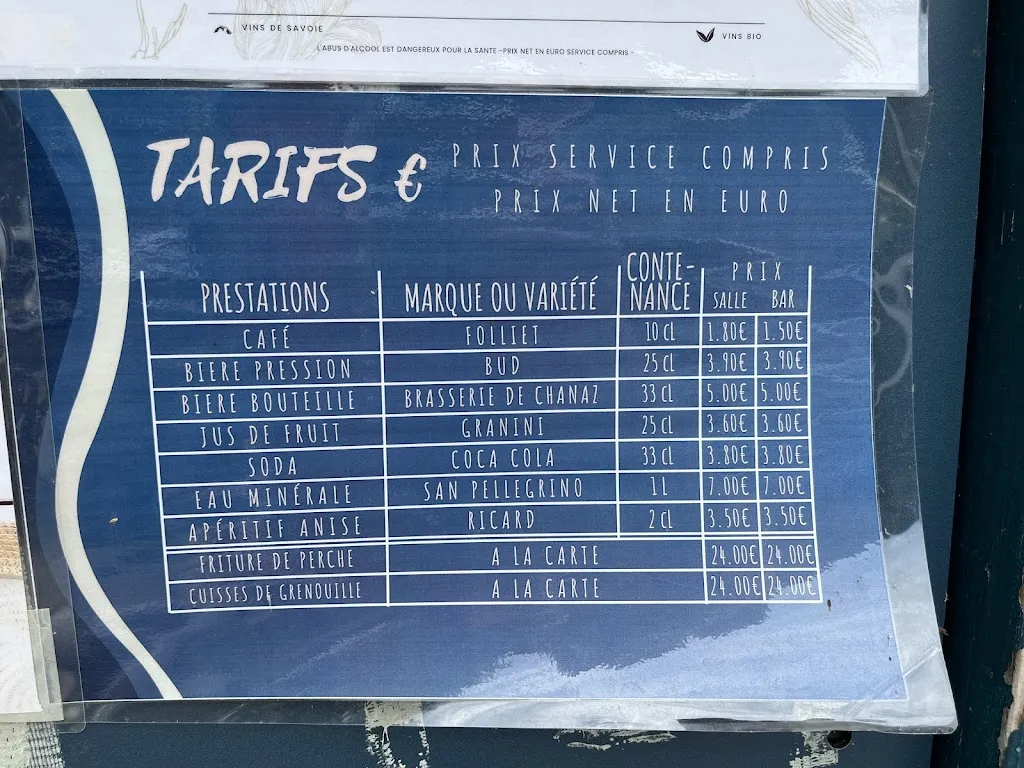 VINS DE SAVOIE
VINS BIO
L'ABUS D'ALCOOL EST DANGEREUX POUR LA SANTE -PRIX NET EN EURO SERVICE COMPRIS -
TARIFS €
PRIX SERVICE COMPRIS
PRIX NET EN EURO
PRESTATIONS MARQUE OU VARIÉTÉ CONTE-
NANCE PRIX
SALLE BAR
CAFÉ FOLLIET 10 cl 1.80€ 1.50€
BIERE PRESSION BUD 25 cl 3.90€ 3.90€
BIERE BOUTEILLE BRASSERIE DE CHANAZ 33 cl 5.00€ 5.00€
JUS DE FRUIT GRANINI 25 cl 3.60€ 3.60€
SODA COCA COLA 33 cl 3.80€ 3.80€
EAU MINÉRALE SAN PELLEGRINO 1L 7.00€ 7.00€
APÉRITIF ANISE RICARD 2 cl 3.50€ 3.50€
FRITURE DE PERCHE A LA CARTE 24.00€ 24.00€
CUISSES DE GRENOUILLE A LA CARTE 24.00€ 24.00€